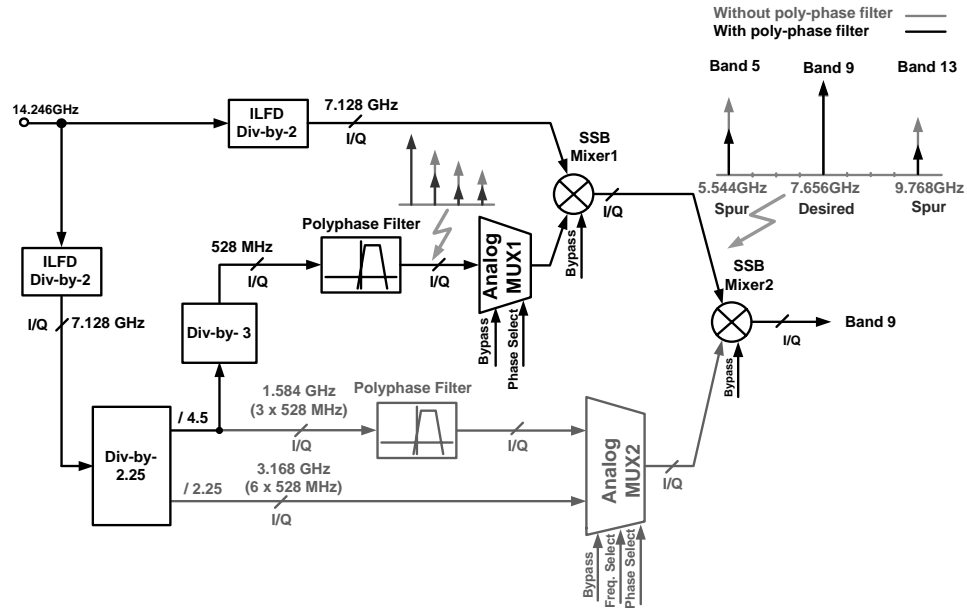 Without poly-phase filter
With poly-phase filter
Band 5
Band 9
Band 13
5.544GHz
7.656GHz
9.768GHz
Spur
Desired
Spur
14.246GHz
ILFD
Div-by-2
7.128 GHz
I/Q
SSB
Mixer1
I/Q
Bypass
ILFD
Div-by-2
I/Q
7.128 GHz
528 MHz
I/Q
Polyphase Filter
I/Q
Analog
MUX1
Bypass
Phase Select
SSB
Mixer2
I/Q
Band 9
Bypass
Div-by- 3
Div-by-
2.25
/ 4.5
1.584 GHz
(3 x 528 MHz)
I/Q
Polyphase Filter
I/Q
/ 2.25
3.168 GHz
(6 x 528 MHz)
I/Q
Analog
MUX2
I/Q
Bypass
Freq. Select
Phase Select